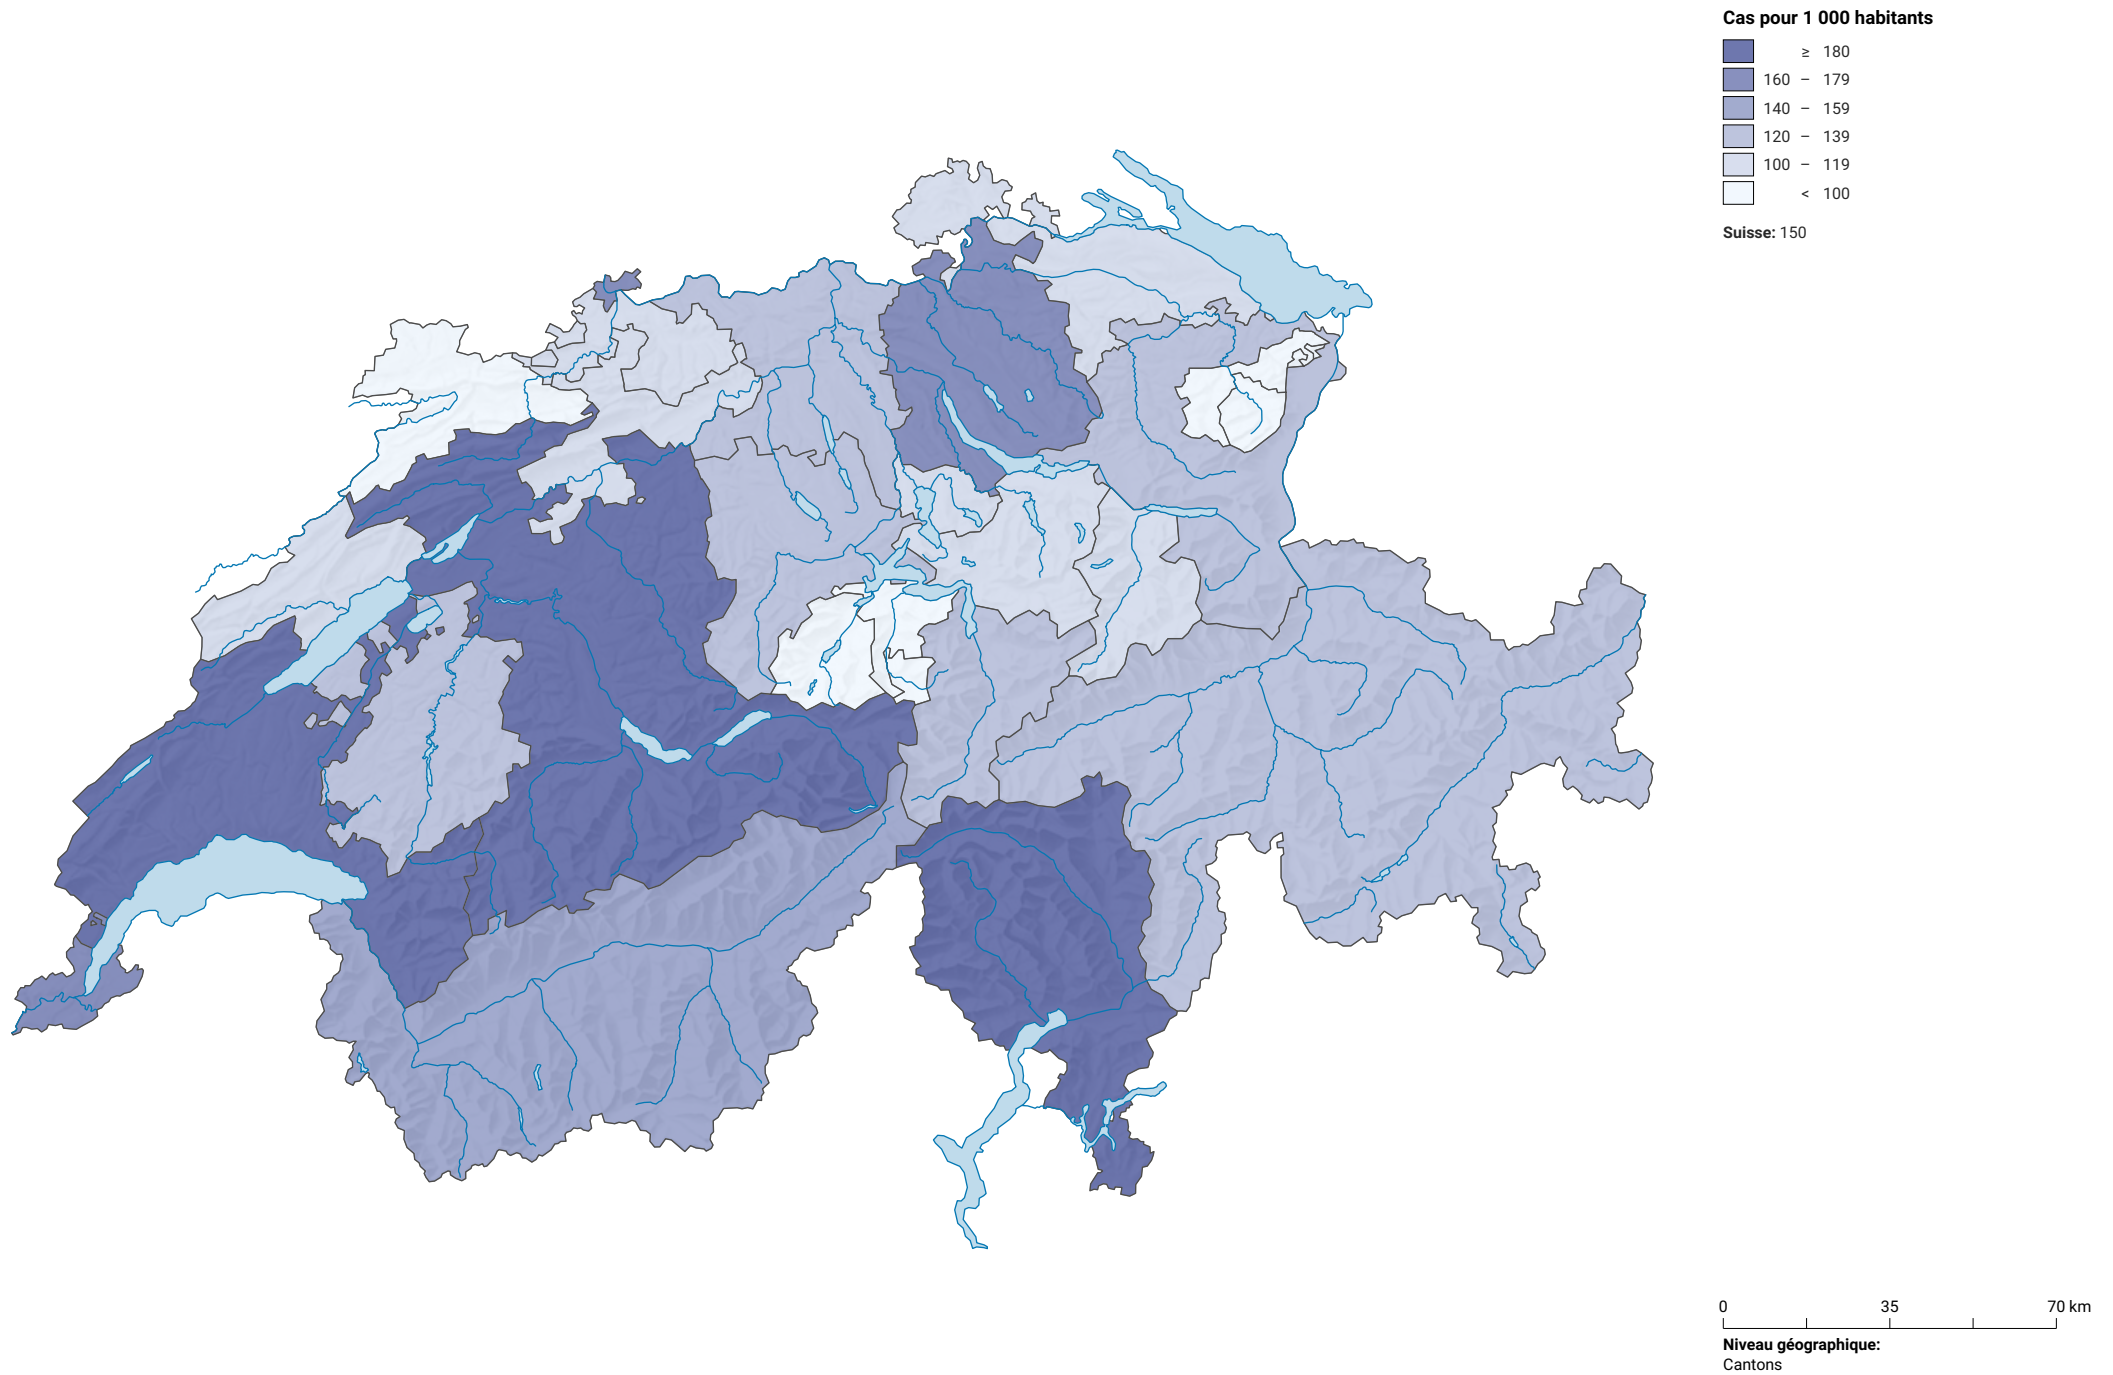 Cas pour 1 000 habitants
≥ 180
160 – 179
140 – 159
120 – 139
100 – 119
< 100
Suisse: 150
0 35 70 km
Niveau géographique:
Cantons